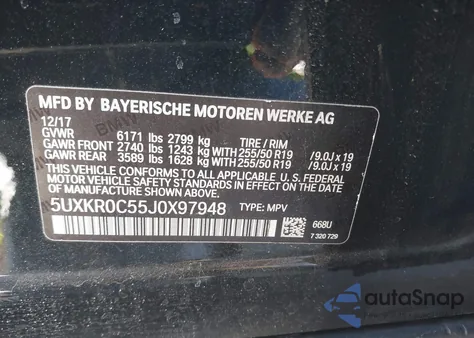 MFD BY BAYERISCHE MOTOREN WERKE AG
12/17
GVWR 6171 lbs 2799 kg TIRE / RIM
GAWR FRONT 2740 lbs 1243 kg WITH 255/50 R19 /9.0J x 19
GAWR REAR 3589 lbs 1628 kg WITH 255/50 R19 /9.0J x 19
THIS VEHICLE CONFORMS TO ALL APPLICABLE U.S. FEDERAL
MOTOR VEHICLE SAFETY STANDARDS IN EFFECT ON THE DATE
OF MANUFACTURE SHOWN ABOVE.
5UXKR0C55J0X97948 TYPE: MPV
668U
7 320 729
autoSnap